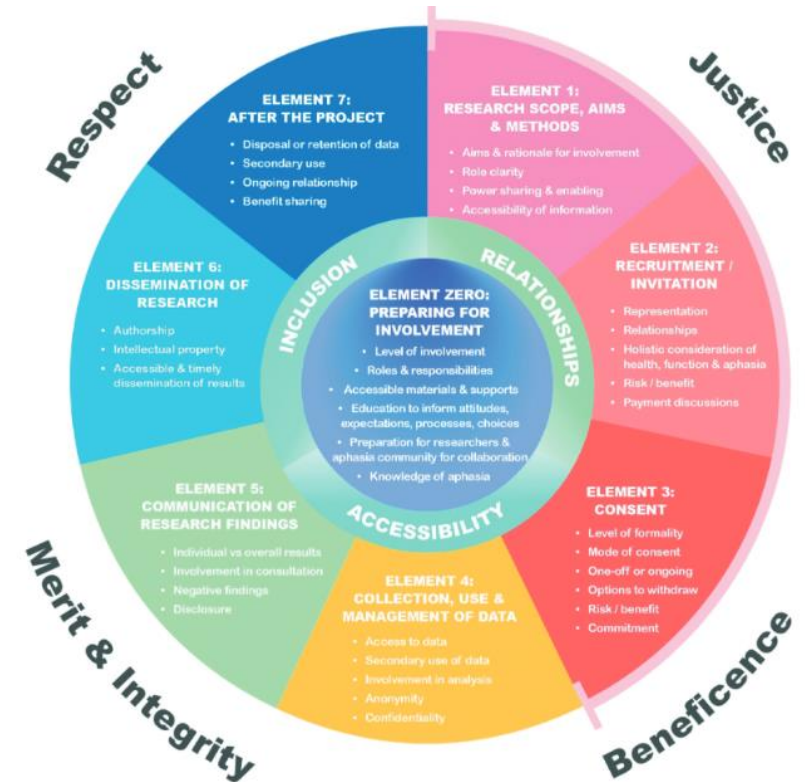 Respect
Justice
Merit & Integrity
Beneficence
ELEMENT 7:
AFTER THE PROJECT
• Disposal or retention of data
• Secondary use
• Ongoing relationship
• Benefit sharing
ELEMENT 1:
RESEARCH SCOPE, AIMS
& METHODS
• Aims & rationale for involvement
• Role clarity
• Power sharing & enabling
• Accessibility of information
ELEMENT 2:
RECRUITMENT /
INVITATION
• Representation
• Relationships
• Holistic consideration of
health, function & aphasia
• Risk / benefit
• Payment discussions
ELEMENT 3:
CONSENT
• Level of formality
• Mode of consent
• One-off or ongoing
• Options to withdraw
• Risk / benefit
• Commitment
ELEMENT 4:
COLLECTION, USE &
MANAGEMENT OF DATA
• Access to data
• Secondary use of data
• Involvement in analysis
• Anonymity
• Confidentiality
ELEMENT 5:
COMMUNICATION OF
RESEARCH FINDINGS
• Individual vs overall results
• Involvement in consultation
• Negative findings
• Disclosure
ELEMENT 6:
DISSEMINATION OF
RESEARCH
• Authorship
• Intellectual property
• Accessible & timely
dissemination of results
INCLUSION
RELATIONSHIPS
ACCESSIBILITY
ELEMENT ZERO:
PREPARING FOR
INVOLVEMENT
• Level of involvement
• Roles & responsibilities
• Accessible materials & supports
• Education to inform attitudes,
expectations, processes, choices
• Preparation for researchers &
aphasia community for collaboration
• Knowledge of aphasia